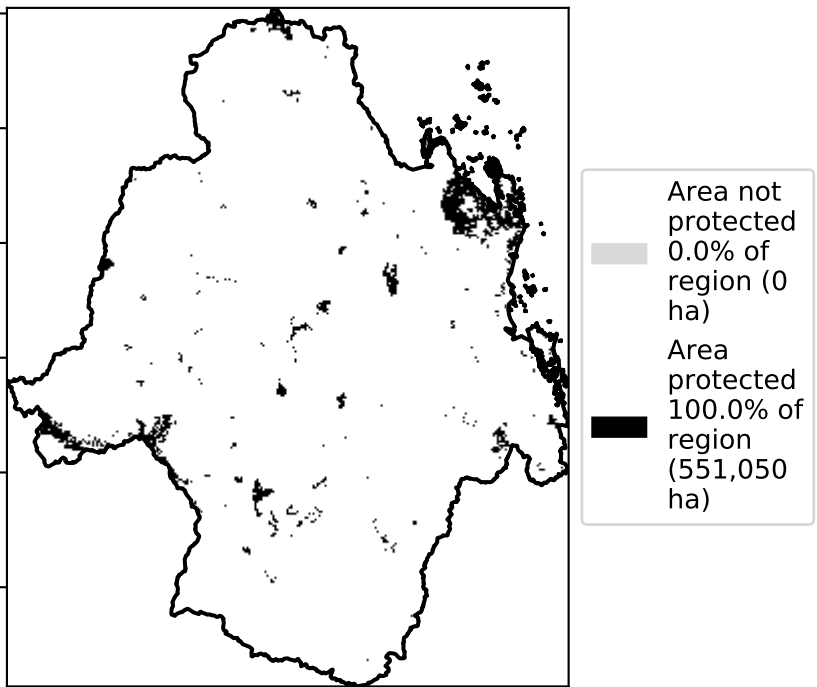 Area not
protected
0.0% of
region (0
ha)
Area
protected
100.0% of
region
(551,050
ha)